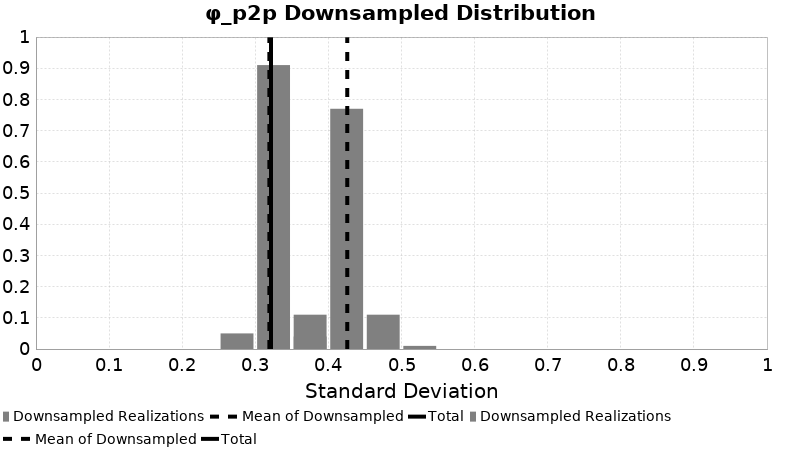 φ_p2p Downsampled Distribution
1
0.9
0.8
0.7
0.6
0.5
0.4
0.3
0.2
0.1
0
0 0.1 0.2 0.3 0.4 0.5 0.6 0.7 0.8 0.9 1
Standard Deviation
Downsampled Realizations Mean of Downsampled Total Downsampled Realizations
Mean of Downsampled Total